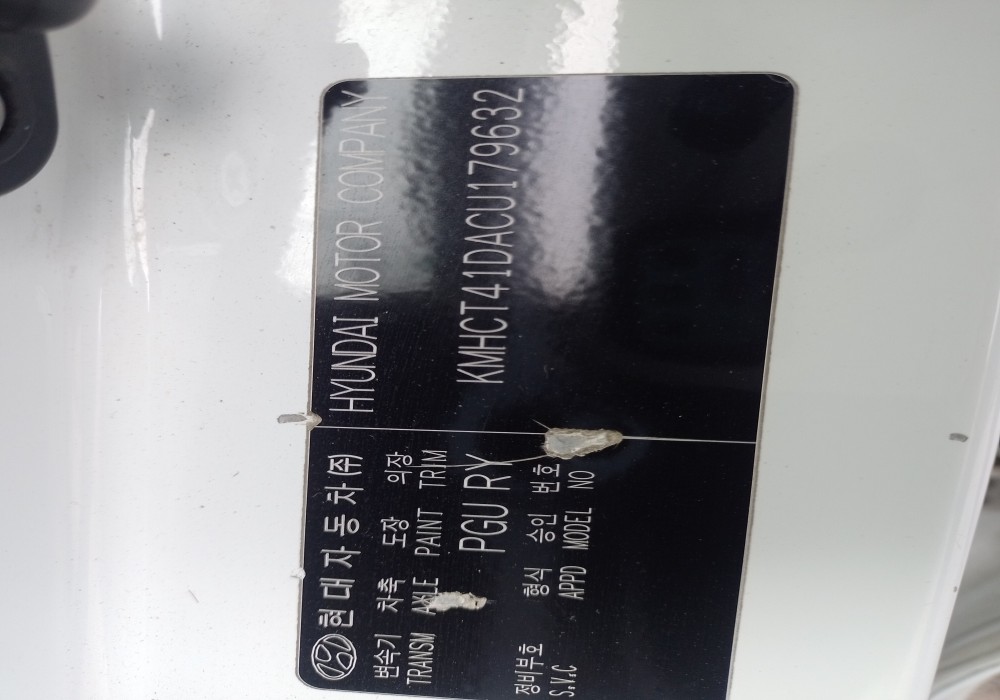 현대자동차(주) HYUNDAI MOTOR COMPANY
변속기 차축 도장 의장
TRANSM AXLE PAINT TRIM
PGU RY KMHCT41DACU179632
정비부호 형식 승인 번호
S.V.C APPD MODEL NO